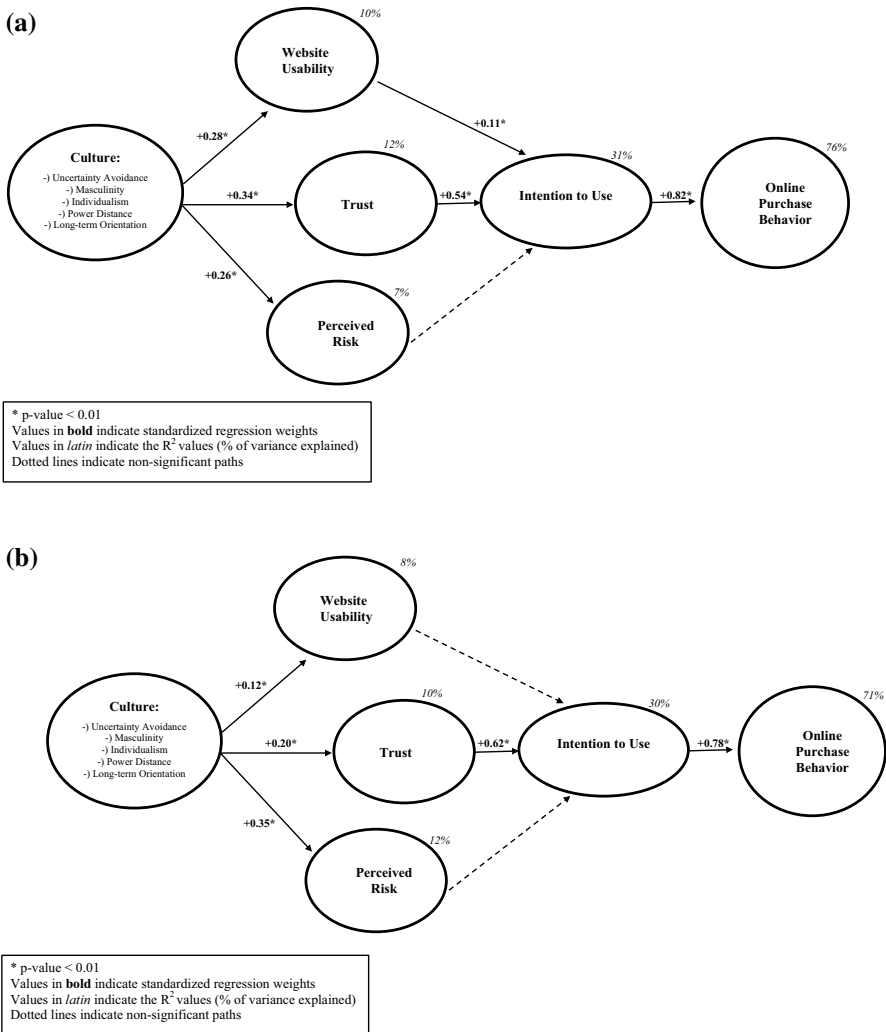 (a)
10%
Website
Usability
+0.28*
+0.11*
Culture:
-) Uncertainty Avoidance
-) Masculinity
-) Individualism
-) Power Distance
-) Long-term Orientation
12%
+0.34*
Trust
+0.54*
31%
Intention to Use
+0.82*
76%
Online
Purchase
Behavior
+0.26*
7%
Perceived
Risk
* p-value < 0.01
Values in bold indicate standardized regression weights
Values in latin indicate the R² values (% of variance explained)
Dotted lines indicate non-significant paths
(b)
8%
Website
Usability
+0.12*
Culture:
-) Uncertainty Avoidance
-) Masculinity
-) Individualism
-) Power Distance
-) Long-term Orientation
10%
+0.20*
Trust
+0.62*
30%
Intention to Use
+0.78*
71%
Online
Purchase
Behavior
+0.35*
12%
Perceived
Risk
* p-value < 0.01
Values in bold indicate standardized regression weights
Values in latin indicate the R² values (% of variance explained)
Dotted lines indicate non-significant paths